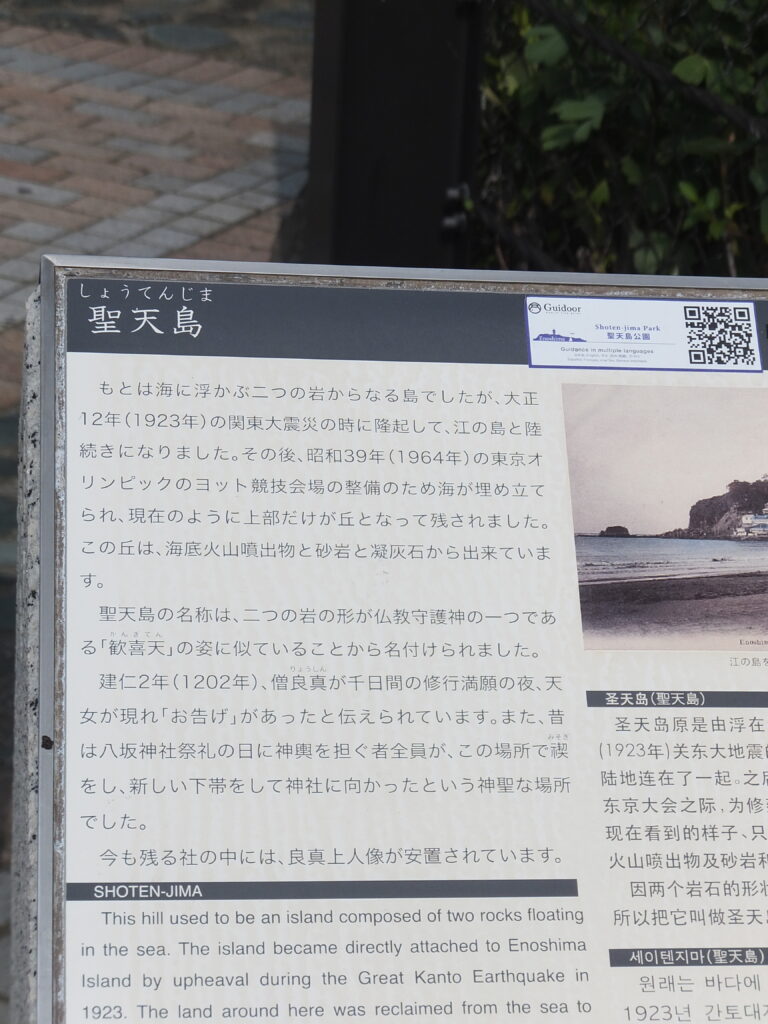 しょうてんじま
聖天島
Guidoor
Shoten-jima Park
聖天島公園
Guidance in multiple languages
もとは海に浮かぶ二つの岩からなる島でしたが、大正
12年(1923年)の関東大震災の時に隆起して、江の島と陸
続きになりました。その後、昭和39年(1964年)の東京オ
リンピックのヨット競技会場の整備のため海が埋め立て
られ、現在のように上部だけが丘となって残されました。
この丘は、海底火山噴出物と砂岩と凝灰石から出来ていま
す。
聖天島の名称は、二つの岩の形が仏教守護神の一つであ
かんぎてん
る「歓喜天」の姿に似ていることから名付けられました。
りょうしん
建仁2年(1202年)、僧良真が千日間の修行満願の夜、天
女が現れ「お告げ」があったと伝えられています。また、昔
みそぎ
は八坂神社祭礼の日に神輿を担ぐ者全員が、この場所で禊
をし、新しい下帯をして神社に向かったという神聖な場所
でした。
今も残る社の中には、良真上人像が安置されています。
SHOTEN-JIMA
This hill used to be an island composed of two rocks floating
in the sea. The island became directly attached to Enoshima
Island by upheaval during the Great Kanto Earthquake in
1923. The land around here was reclaimed from the sea to
江の島を
圣天岛(聖天島)
圣天岛原是由浮在
(1923年)关东大地震
陆地连在了一起。之
东京大会之际,为修
现在看到的样子、只
火山喷出物及砂岩和
因两个岩石的形
所以把它叫做圣天
세이텐지마(聖天島)
원래는 바다에
1923년 간토대